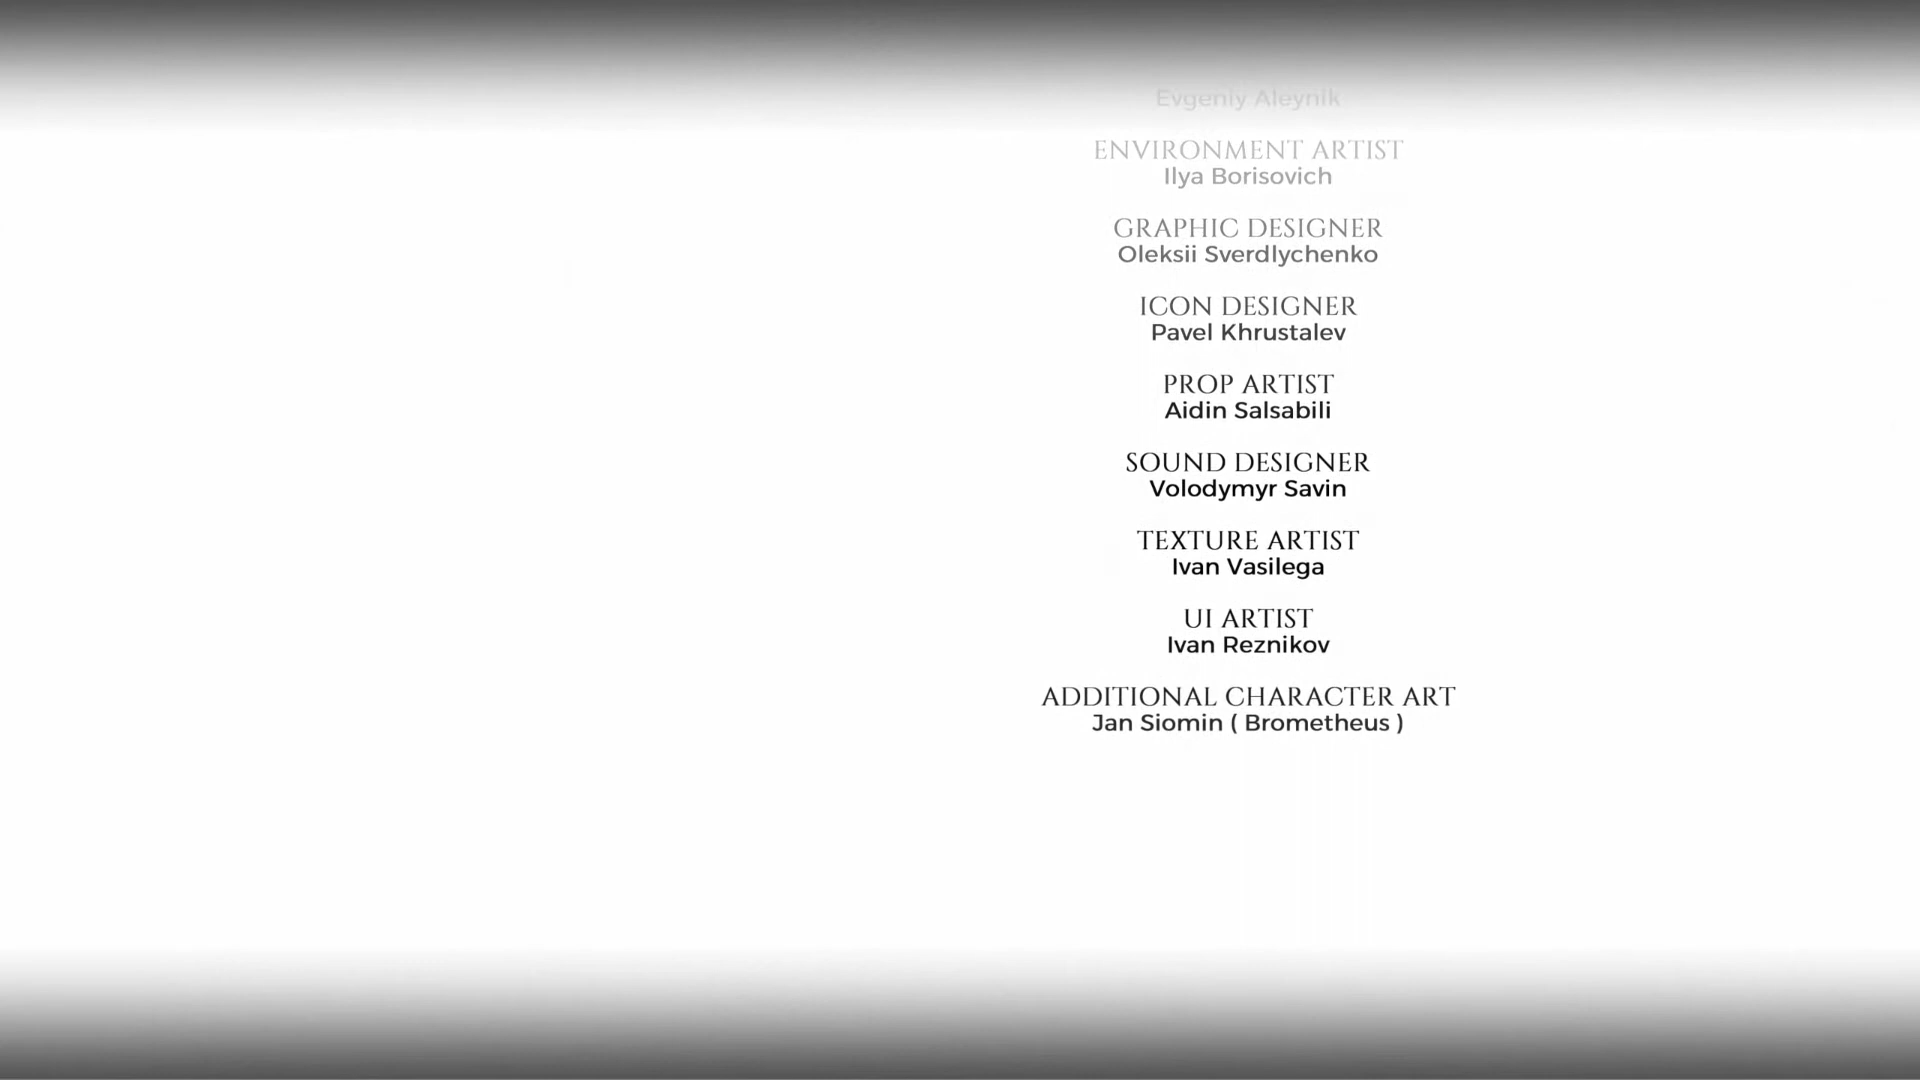 Evgeniy Aleynik
ENVIRONMENT ARTIST
Ilya Borisovich
GRAPHIC DESIGNER
Oleksii Sverdlychenko
ICON DESIGNER
Pavel Khrustalev
PROP ARTIST
Aidin Salsabili
SOUND DESIGNER
Volodymyr Savin
TEXTURE ARTIST
Ivan Vasilega
UI ARTIST
Ivan Reznikov
ADDITIONAL CHARACTER ART
Jan Siomin ( Brometheus )